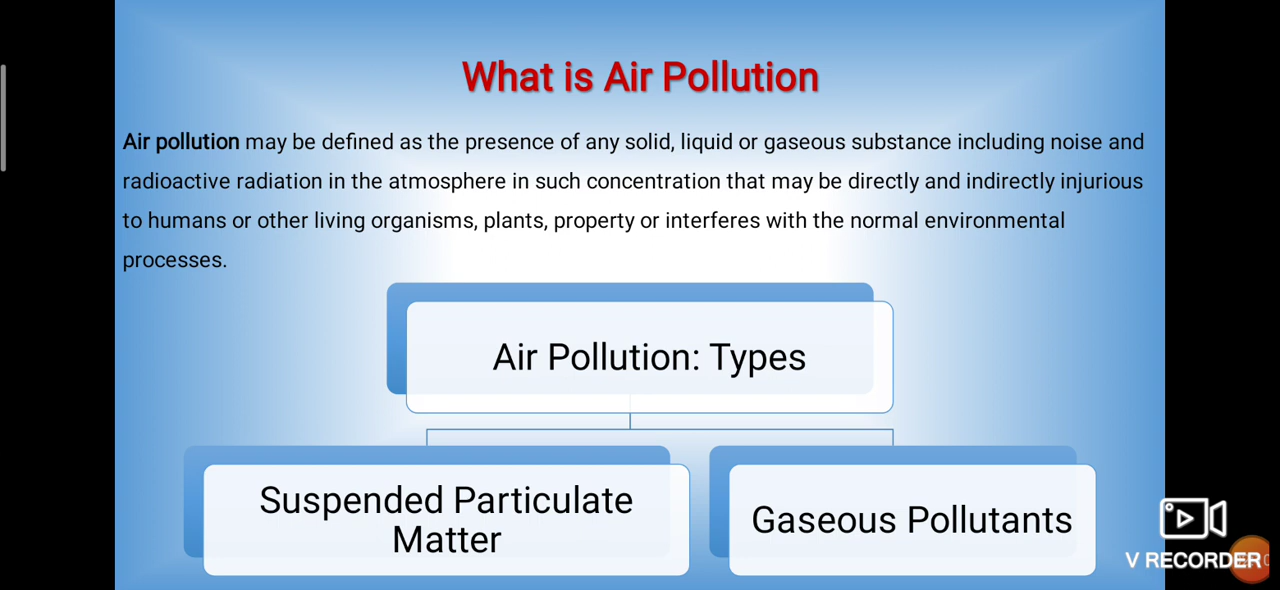 What is Air Pollution
Air pollution may be defined as the presence of any solid, liquid or gaseous substance including noise and
radioactive radiation in the atmosphere in such concentration that may be directly and indirectly injurious
to humans or other living organisms, plants, property or interferes with the normal environmental
processes.
Air Pollution: Types
Suspended Particulate
Matter
Gaseous Pollutants
V RECORDER